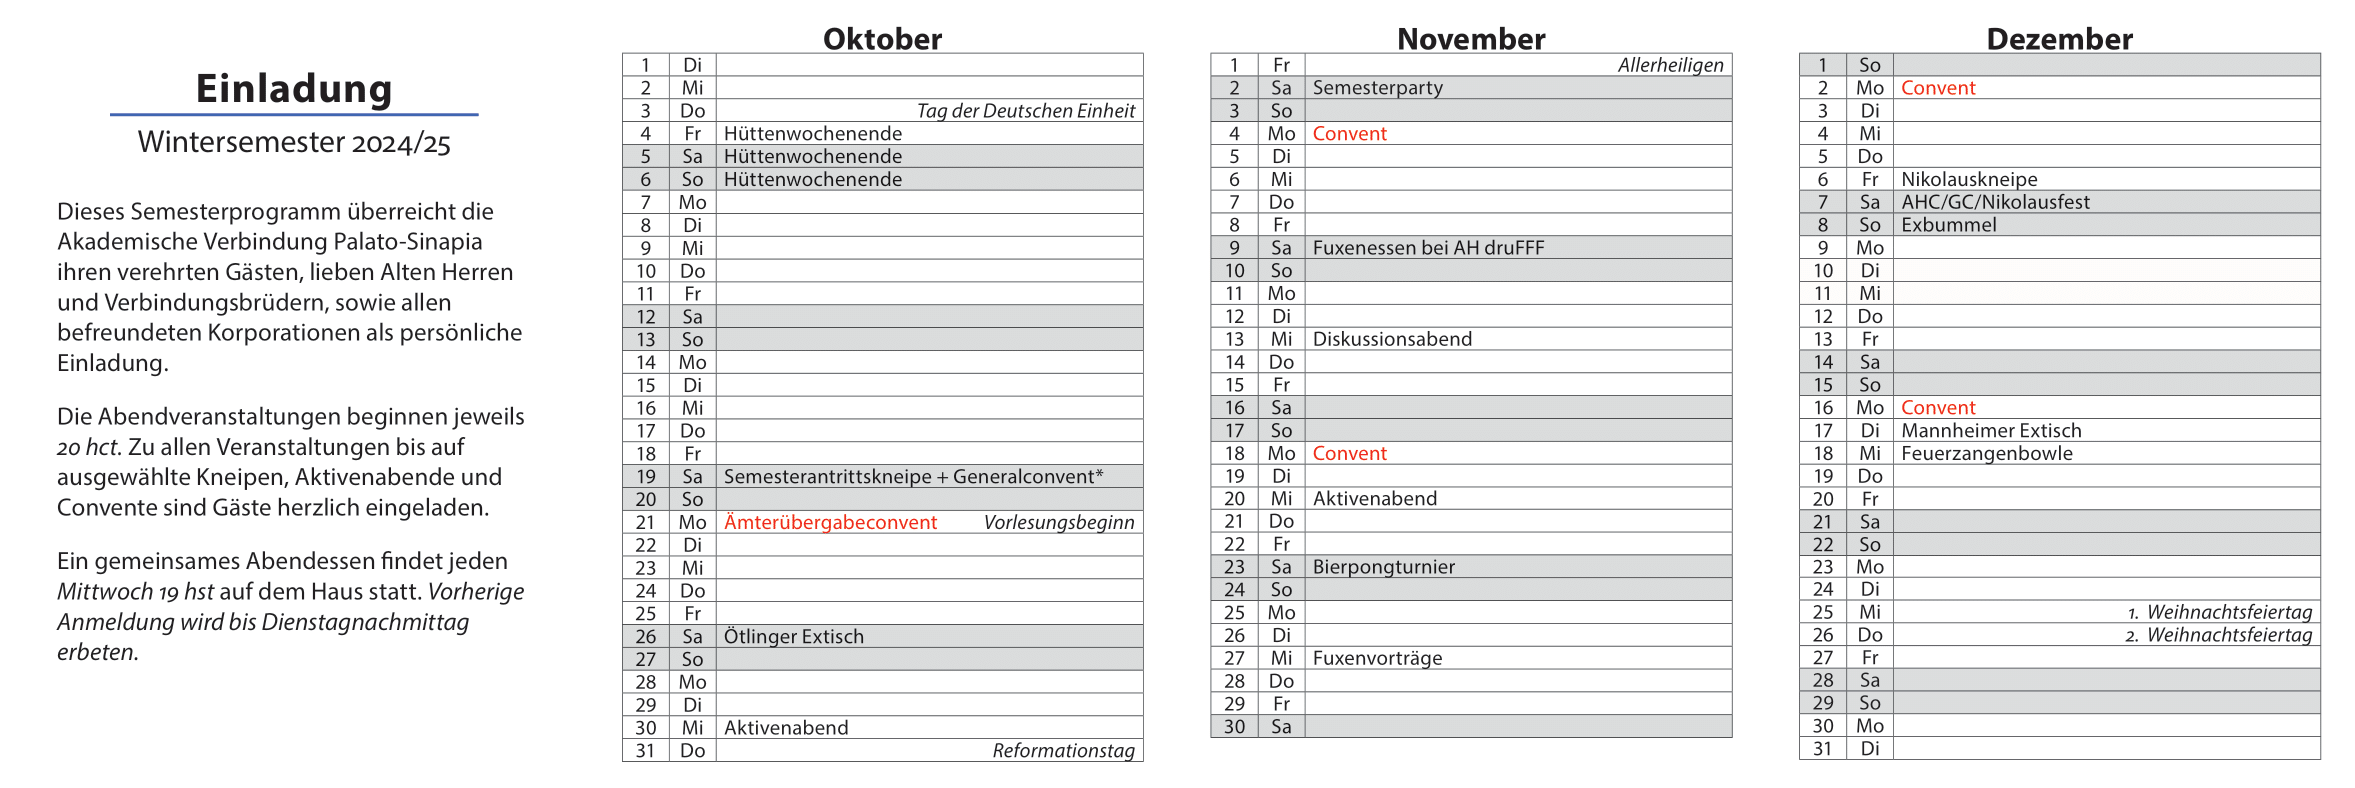 Einladung
Wintersemester 2024/25
Dieses Semesterprogramm überreicht die
Akademische Verbindung Palato-Sinapia
ihren verehrten Gästen, lieben Alten Herren
und Verbindungsbrüdern, sowie allen
befreundeten Korporationen als persönliche
Einladung.
Die Abendveranstaltungen beginnen jeweils
20 hct. Zu allen Veranstaltungen bis auf
ausgewählte Kneipen, Aktivenabende und
Convente sind Gäste herzlich eingeladen.
Ein gemeinsames Abendessen findet jeden
Mittwoch 19 hst auf dem Haus statt. Vorherige
Anmeldung wird bis Dienstagnachmittag
erbeten.
Oktober
1 Di
2 Mi
3 Do Tag der Deutschen Einheit
4 Fr Hüttenwochenende
5 Sa Hüttenwochenende
6 So Hüttenwochenende
7 Mo
8 Di
9 Mi
10 Do
11 Fr
12 Sa
13 So
14 Mo
15 Di
16 Mi
17 Do
18 Fr
19 Sa Semesterantrittskneipe + Generalconvent*
20 So
21 Mo Ämterübergabeconvent Vorlesungsbeginn
22 Di
23 Mi
24 Do
25 Fr
26 Sa Ötlinger Extisch
27 So
28 Mo
29 Di
30 Mi Aktivenabend
31 Do Reformationstag
November
1 Fr Allerheiligen
2 Sa Semesterparty
3 So
4 Mo Convent
5 Di
6 Mi
7 Do
8 Fr
9 Sa Fuxenessen bei AH druFFF
10 So
11 Mo
12 Di
13 Mi Diskussionsabend
14 Do
15 Fr
16 Sa
17 So
18 Mo Convent
19 Di
20 Mi Aktivenabend
21 Do
22 Fr
23 Sa Bierpongturnier
24 So
25 Mo
26 Di
27 Mi Fuxenvorträge
28 Do
29 Fr
30 Sa
Dezember
1 So
2 Mo Convent
3 Di
4 Mi
5 Do
6 Fr Nikolauskneipe
7 Sa AHC/GC/Nikolausfest
8 So Exbummel
9 Mo
10 Di
11 Mi
12 Do
13 Fr
14 Sa
15 So
16 Mo Convent
17 Di Mannheimer Extisch
18 Mi Feuerzangenbowle
19 Do
20 Fr
21 Sa
22 So
23 Mo
24 Di
25 Mi 1. Weihnachtsfeiertag
26 Do 2. Weihnachtsfeiertag
27 Fr
28 Sa
29 So
30 Mo
31 Di